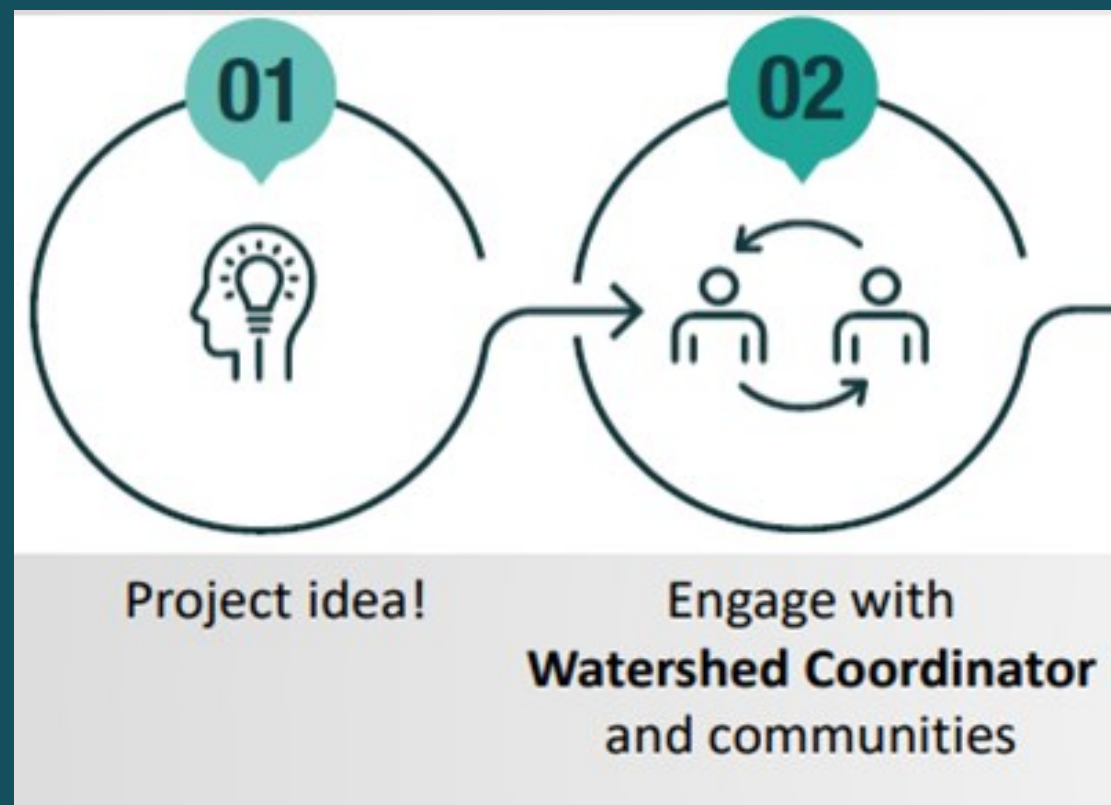 01
02
Project idea!
Engage with
Watershed Coordinator
and communities